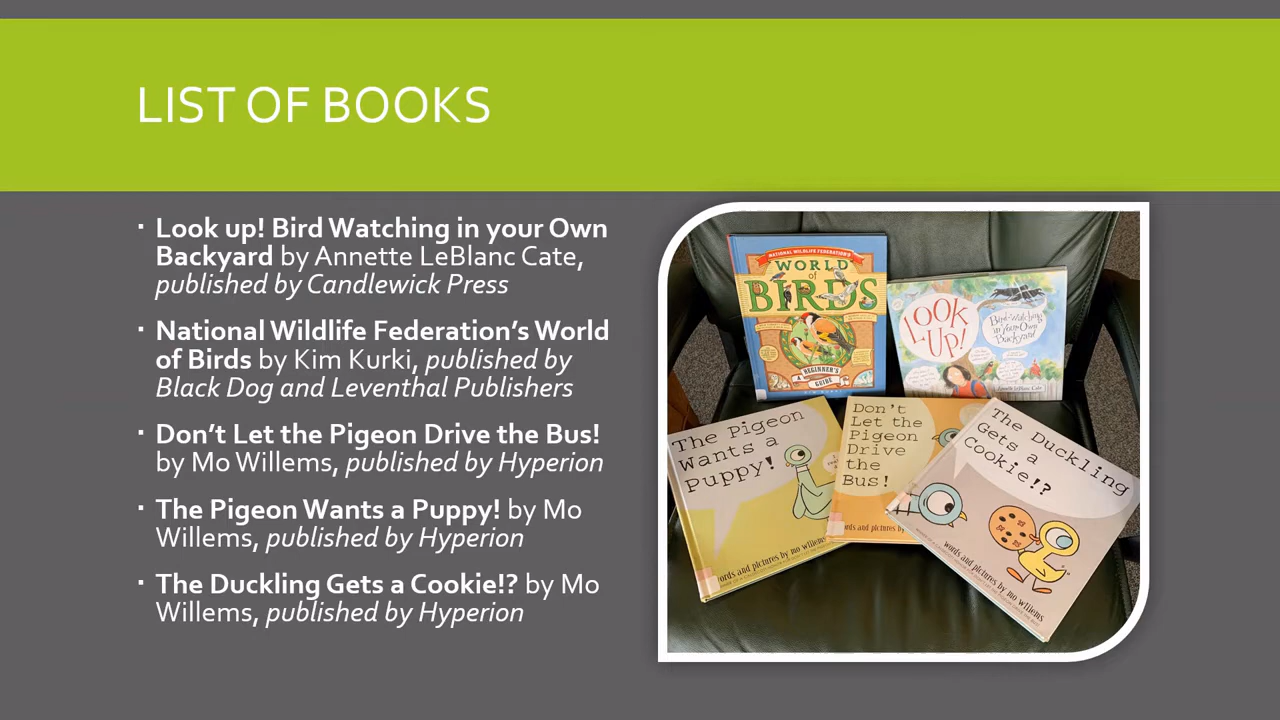 LIST OF BOOKS
▪ Look up! Bird Watching in your Own
Backyard by Annette LeBlanc Cate,
published by Candlewick Press
▪ National Wildlife Federation’s World
of Birds by Kim Kurki, published by
Black Dog and Leventhal Publishers
▪ Don’t Let the Pigeon Drive the Bus!
by Mo Willems, published by Hyperion
▪ The Pigeon Wants a Puppy! by Mo
Willems, published by Hyperion
▪ The Duckling Gets a Cookie!? by Mo
Willems, published by Hyperion
NATIONAL WILDLIFE FEDERATION'S
WORLD
of
BIRDS
A BEGINNER'S
GUIDE
KIM KURKI
LOOK
UP!
Bird-Watching
in Your Own
Backyard
Annette LeBlanc Cate
The Pigeon
Wants a
Puppy!
words and pictures by mo willems
Don't
Let the
Pigeon
Drive
the
Bus!
words and pictures by
The Duckling
Gets a
Cookie!?
words and pictures by mo willems